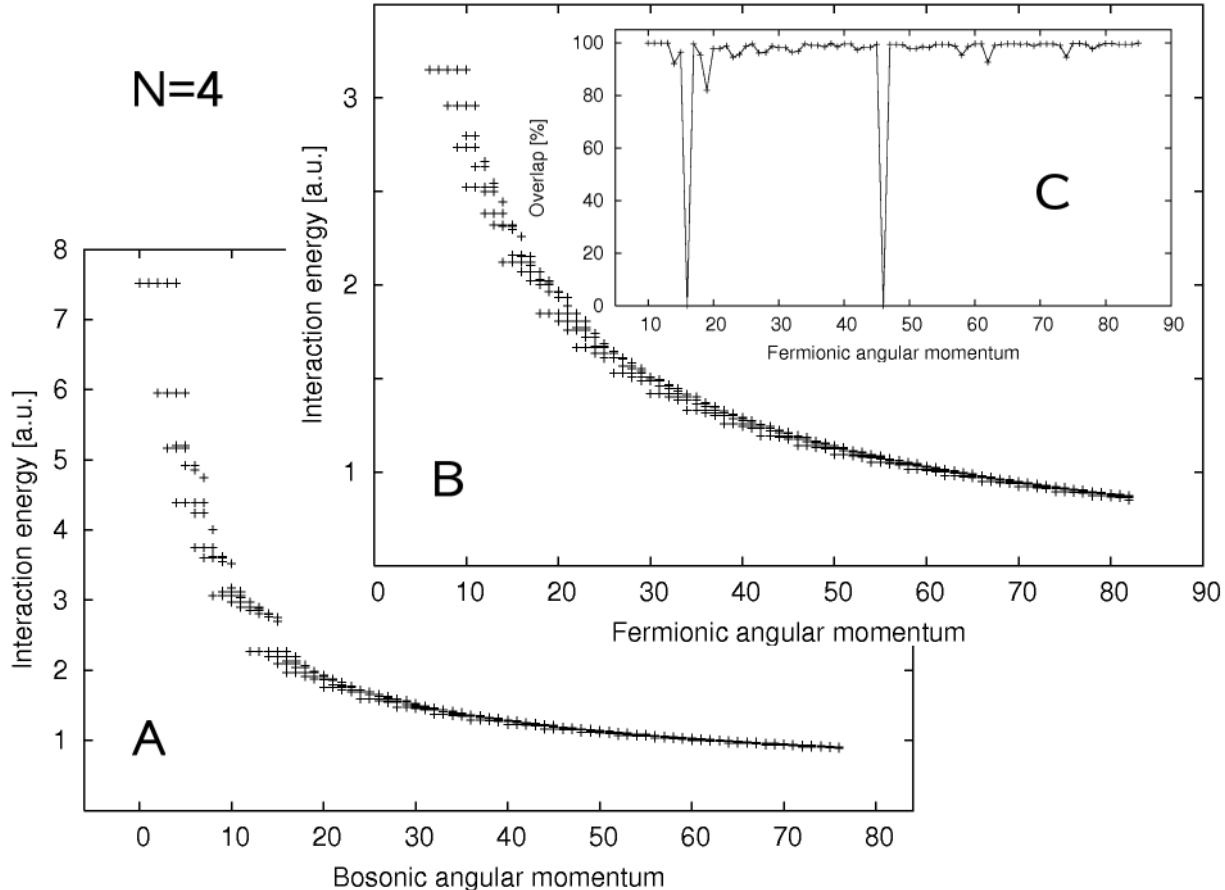 N=4
A
Interaction energy [a.u.]
8
7
6
5
4
3
2
1
0 10 20 30 40 50 60 70 80
Bosonic angular momentum
B
Interaction energy [a.u.]
3
2
1
0 10 20 30 40 50 60 70 80 90
Fermionic angular momentum
C
Overlap [%]
100
80
60
40
20
0
10 20 30 40 50 60 70 80 90
Fermionic angular momentum